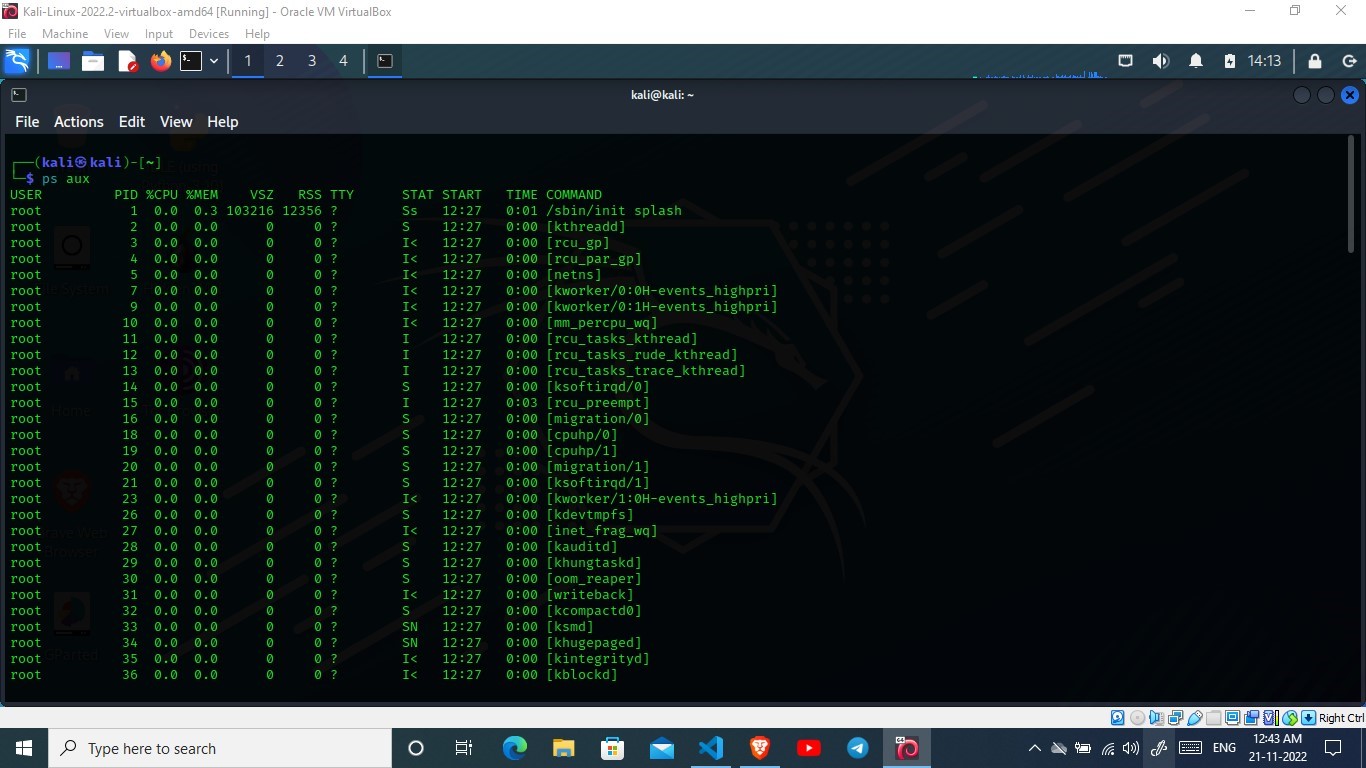 Kali-Linux-2022.2-virtualbox-amd64 [Running] - Oracle VM VirtualBox
File Machine View Input Devices Help
1 2 3 4 14:13
kali@kali: ~
File Actions Edit View Help
┌──(kali㉿kali)-[~]
└─$ ps aux
USER PID %CPU %MEM VSZ RSS TTY STAT START TIME COMMAND
root 1 0.0 0.3 103216 12356 ? Ss 12:27 0:01 /sbin/init splash
root 2 0.0 0.0 0 0 ? S 12:27 0:00 [kthreadd]
root 3 0.0 0.0 0 0 ? I< 12:27 0:00 [rcu_gp]
root 4 0.0 0.0 0 0 ? I< 12:27 0:00 [rcu_par_gp]
root 5 0.0 0.0 0 0 ? I< 12:27 0:00 [netns]
root 7 0.0 0.0 0 0 ? I< 12:27 0:00 [kworker/0:0H-events_highpri]
root 9 0.0 0.0 0 0 ? I< 12:27 0:00 [kworker/0:1H-events_highpri]
root 10 0.0 0.0 0 0 ? I< 12:27 0:00 [mm_percpu_wq]
root 11 0.0 0.0 0 0 ? I 12:27 0:00 [rcu_tasks_kthread]
root 12 0.0 0.0 0 0 ? I 12:27 0:00 [rcu_tasks_rude_kthread]
root 13 0.0 0.0 0 0 ? I 12:27 0:00 [rcu_tasks_trace_kthread]
root 14 0.0 0.0 0 0 ? S 12:27 0:00 [ksoftirqd/0]
root 15 0.0 0.0 0 0 ? I 12:27 0:03 [rcu_preempt]
root 16 0.0 0.0 0 0 ? S 12:27 0:00 [migration/0]
root 18 0.0 0.0 0 0 ? S 12:27 0:00 [cpuhp/0]
root 19 0.0 0.0 0 0 ? S 12:27 0:00 [cpuhp/1]
root 20 0.0 0.0 0 0 ? S 12:27 0:00 [migration/1]
root 21 0.0 0.0 0 0 ? S 12:27 0:00 [ksoftirqd/1]
root 23 0.0 0.0 0 0 ? I< 12:27 0:00 [kworker/1:0H-events_highpri]
root 26 0.0 0.0 0 0 ? S 12:27 0:00 [kdevtmpfs]
root 27 0.0 0.0 0 0 ? I< 12:27 0:00 [inet_frag_wq]
root 28 0.0 0.0 0 0 ? S 12:27 0:00 [kauditd]
root 29 0.0 0.0 0 0 ? S 12:27 0:00 [khungtaskd]
root 30 0.0 0.0 0 0 ? S 12:27 0:00 [oom_reaper]
root 31 0.0 0.0 0 0 ? I< 12:27 0:00 [writeback]
root 32 0.0 0.0 0 0 ? S 12:27 0:00 [kcompactd0]
root 33 0.0 0.0 0 0 ? SN 12:27 0:00 [ksmd]
root 34 0.0 0.0 0 0 ? SN 12:27 0:00 [khugepaged]
root 35 0.0 0.0 0 0 ? I< 12:27 0:00 [kintegrityd]
root 36 0.0 0.0 0 0 ? I< 12:27 0:00 [kblockd]
Home
Browser
GParted
Right Ctrl
Type here to search
ENG
12:43 AM
21-11-2022